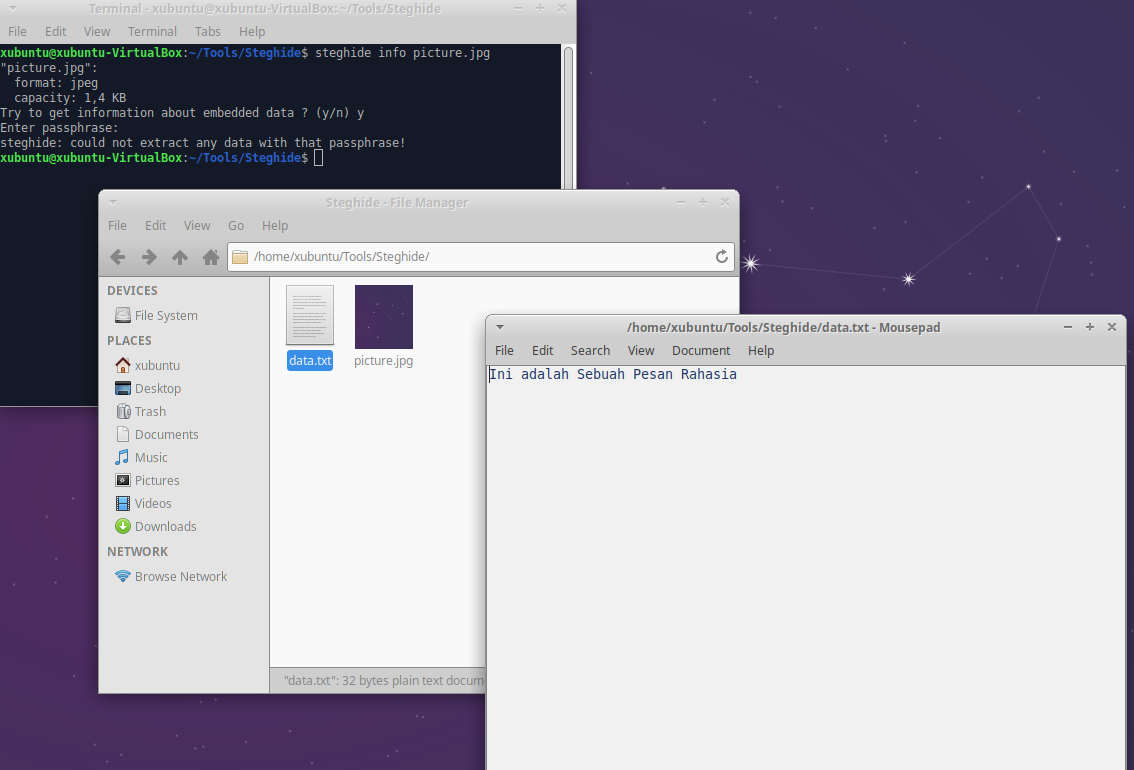 Terminal - xubuntu@xubuntu-VirtualBox: ~/Tools/Steghide
File Edit View Terminal Tabs Help
xubuntu@xubuntu-VirtualBox:~/Tools/Steghide$ steghide info picture.jpg
"picture.jpg":
  format: jpeg
  capacity: 1,4 KB
Try to get information about embedded data ? (y/n) y
Enter passphrase:
steghide: could not extract any data with that passphrase!
xubuntu@xubuntu-VirtualBox:~/Tools/Steghide$
Steghide - File Manager
File Edit View Go Help
/home/xubuntu/Tools/Steghide/
DEVICES
File System
PLACES
xubuntu
Desktop
Trash
Documents
Music
Pictures
Videos
Downloads
NETWORK
Browse Network
data.txt picture.jpg
"data.txt": 32 bytes plain text docum
/home/xubuntu/Tools/Steghide/data.txt - Mousepad
File Edit Search View Document Help
Ini adalah Sebuah Pesan Rahasia